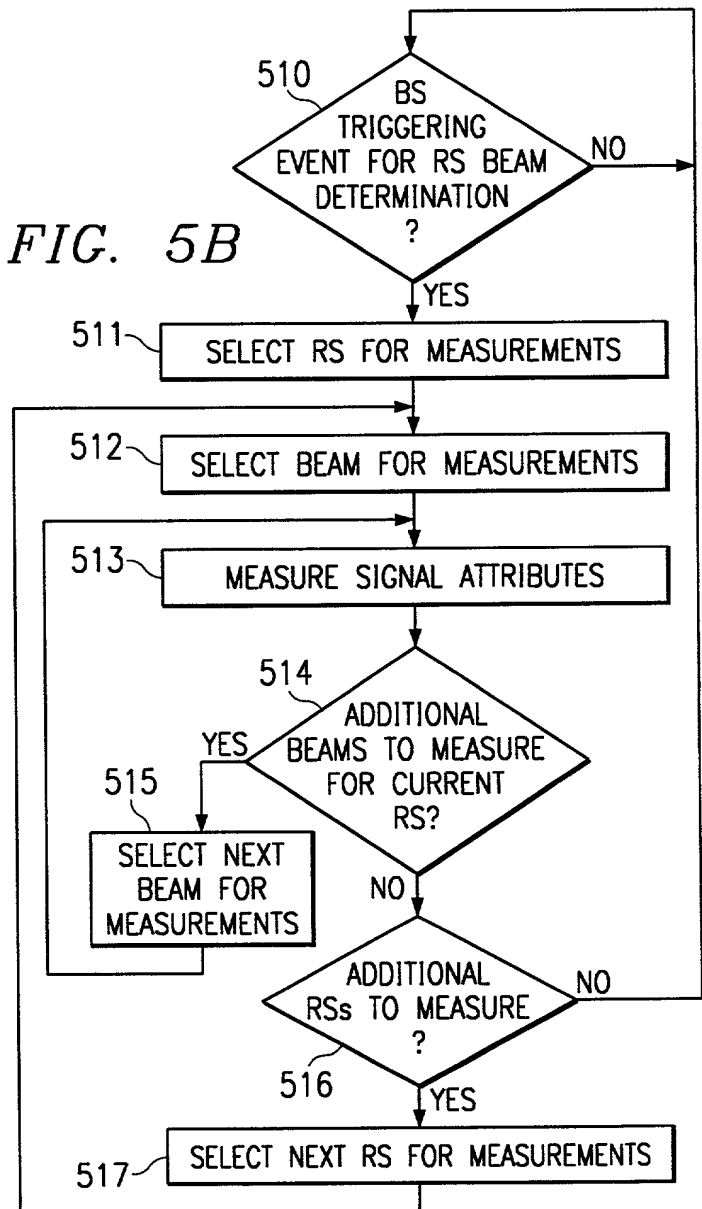 510
BS
TRIGGERING
EVENT FOR RS BEAM
DETERMINATION
?
NO
FIG. 5B
YES
511
SELECT RS FOR MEASUREMENTS
512
SELECT BEAM FOR MEASUREMENTS
513
MEASURE SIGNAL ATTRIBUTES
514
ADDITIONAL
BEAMS TO MEASURE
FOR CURRENT
RS?
YES
515
SELECT NEXT
BEAM FOR
MEASUREMENTS
NO
ADDITIONAL
RSs TO MEASURE
?
NO
516
YES
517
SELECT NEXT RS FOR MEASUREMENTS